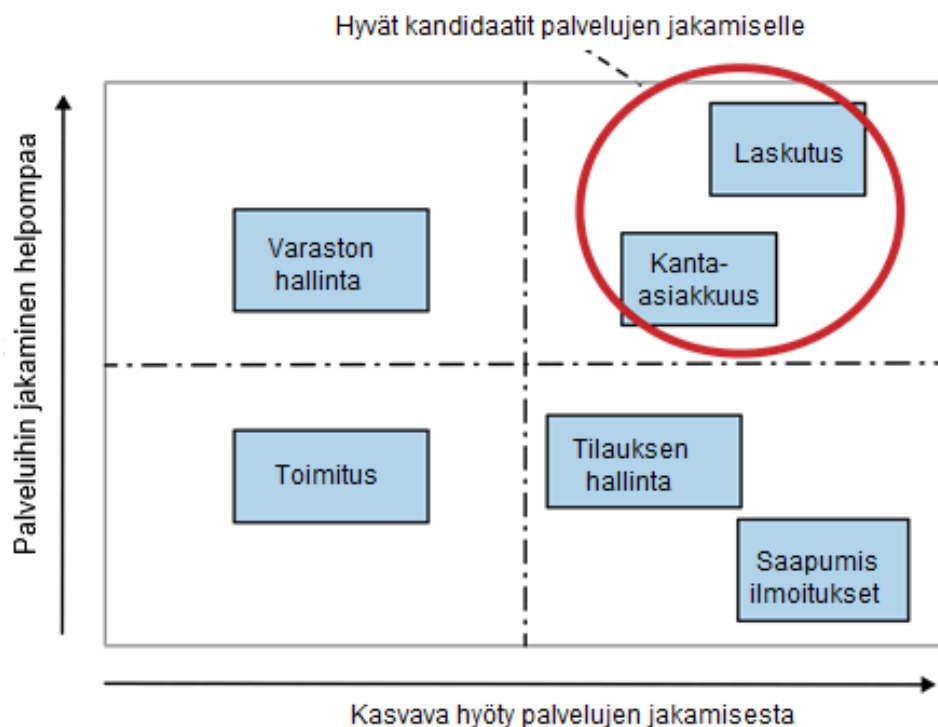 Hyvät kandidaatit palvelujen jakamiselle
Palveluihin jakaminen helpompaa
Laskutus
Varaston
hallinta
Kanta-
asiakkuus
Toimitus
Tilauksen
hallinta
Saapumis
ilmoitukset
Kasvava hyöty palvelujen jakamisesta